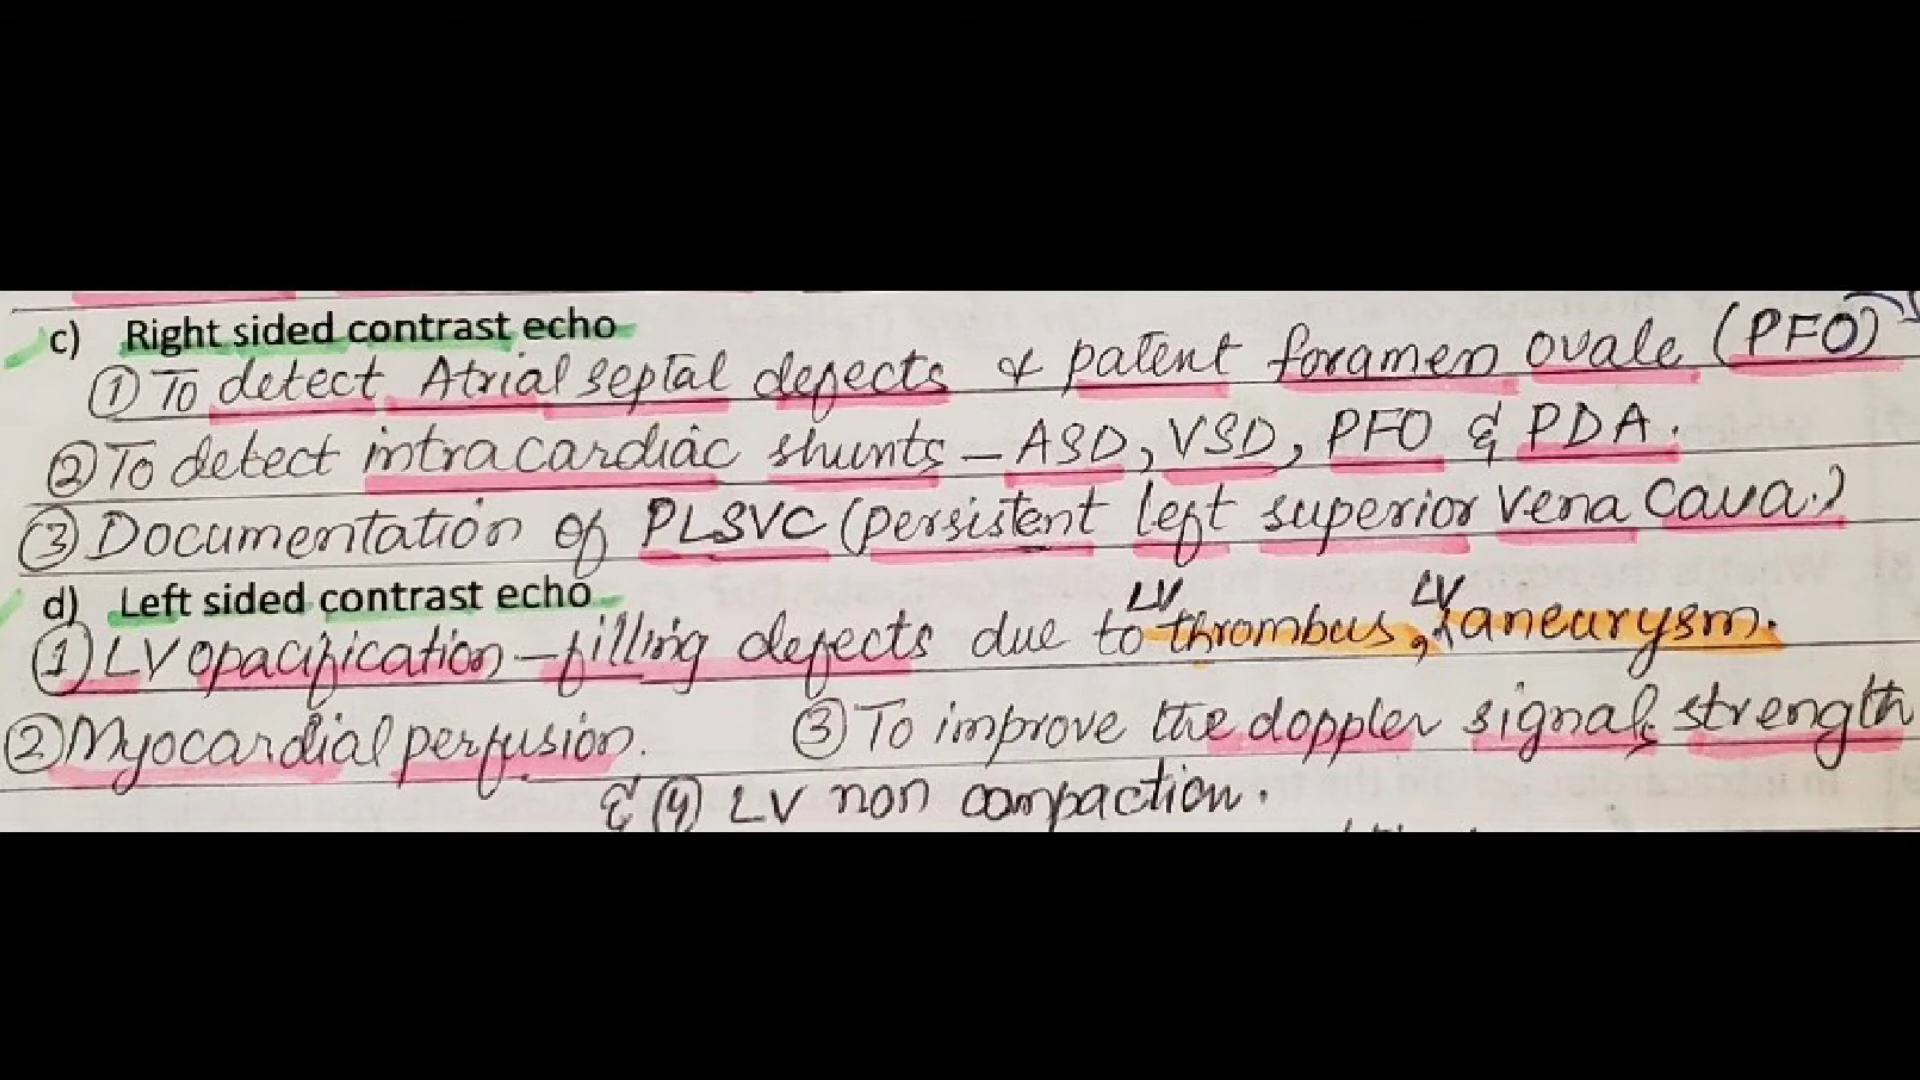 c) Right sided contrast echo
① To detect Atrial septal defects & patent foramen ovale (PFO)
② To detect intracardiac shunts – ASD, VSD, PFO & PDA.
③ Documentation of PLSVC (persistent left superior vena cava.)
d) Left sided contrast echo
① LV opacification – filling defects due to LV thrombus, LV aneurysm.
② Myocardial perfusion. ③ To improve the doppler signals strength
& ④ LV non compaction.